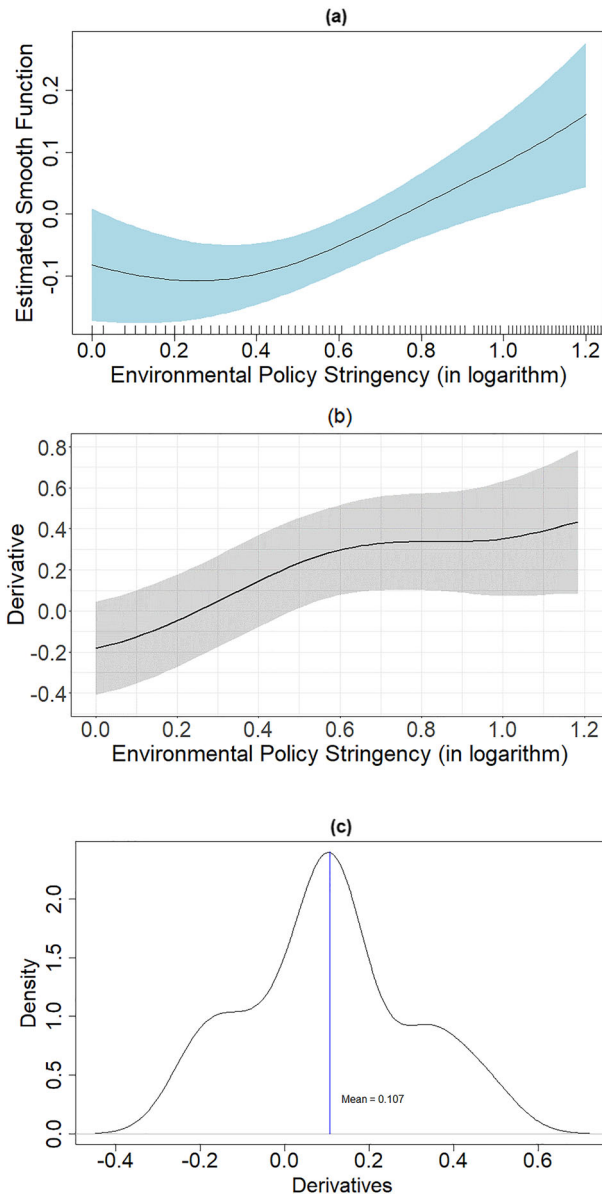 (a)
Estimated Smooth Function
0.2
0.1
0.0
-0.1
0.0 0.2 0.4 0.6 0.8 1.0 1.2
Environmental Policy Stringency (in logarithm)
(b)
Derivative
0.8
0.6
0.4
0.2
0.0
-0.2
-0.4
0.0 0.2 0.4 0.6 0.8 1.0 1.2
Environmental Policy Stringency (in logarithm)
(c)
Density
2.0
1.5
1.0
0.5
0.0
Mean = 0.107
-0.4 -0.2 0.0 0.2 0.4 0.6
Derivatives